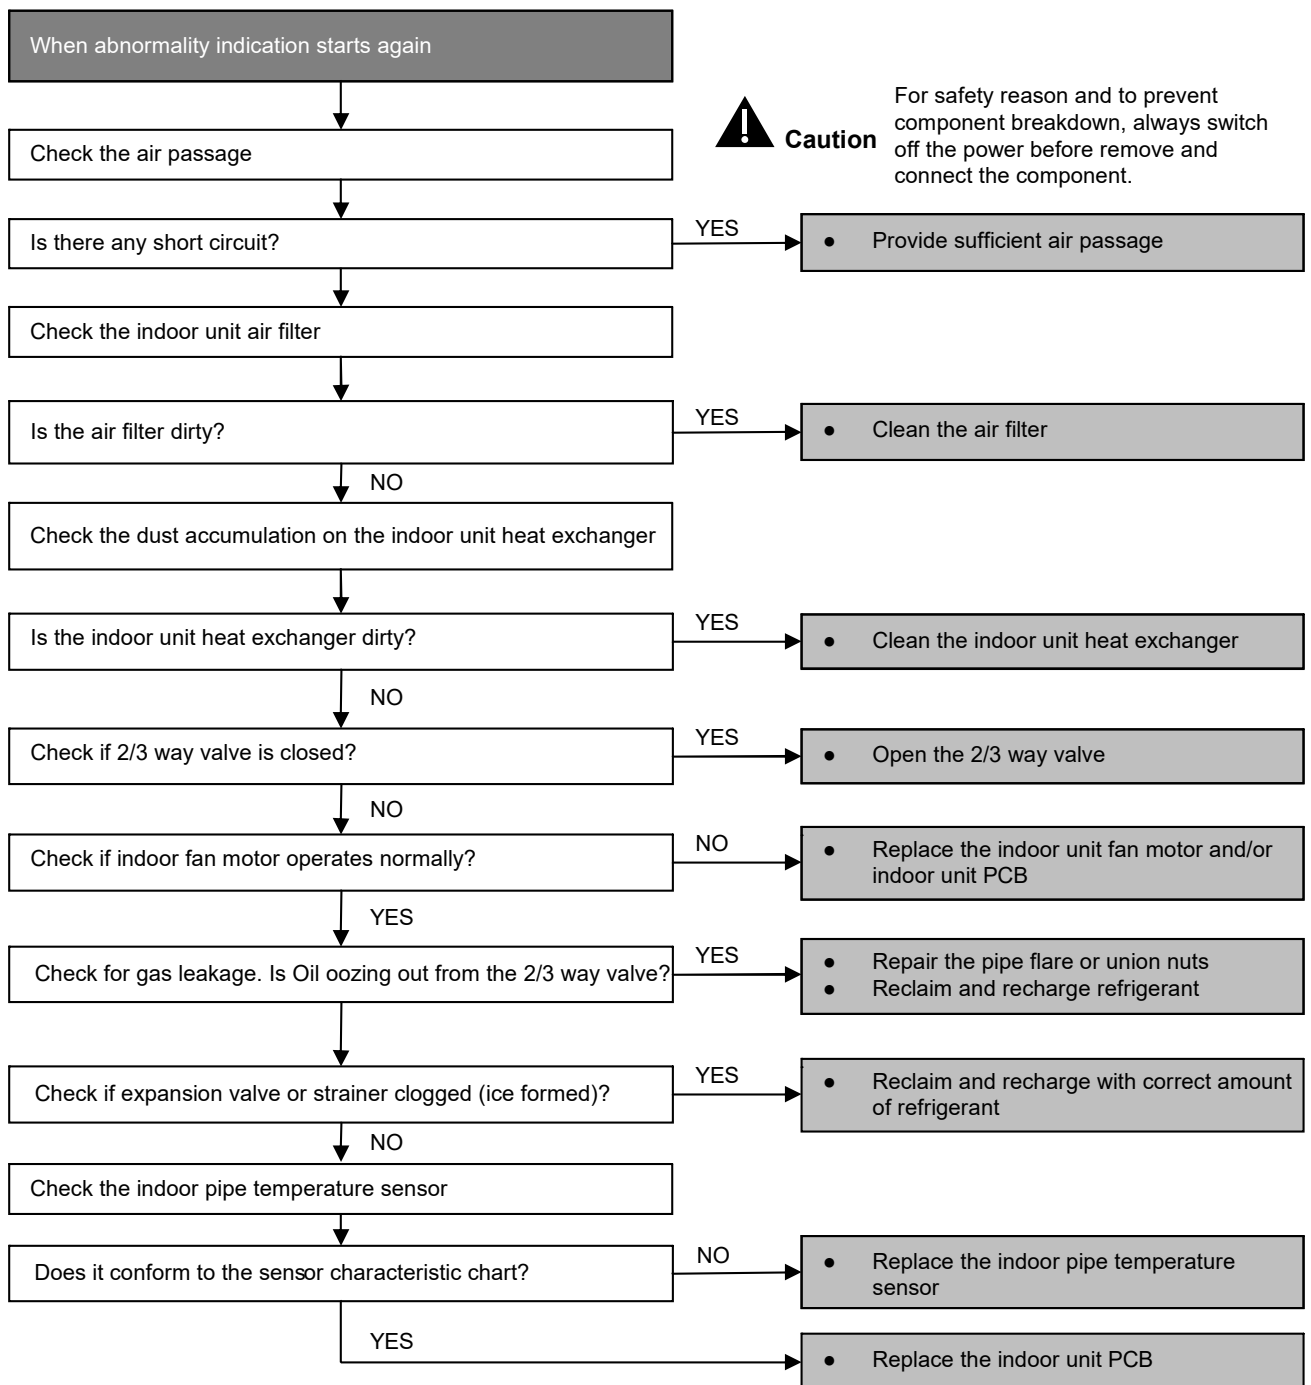 When abnormality indication starts again
Caution
For safety reason and to prevent
component breakdown, always switch
off the power before remove and
connect the component.
Check the air passage
Is there any short circuit?
YES
● Provide sufficient air passage
Check the indoor unit air filter
Is the air filter dirty?
YES
● Clean the air filter
NO
Check the dust accumulation on the indoor unit heat exchanger
Is the indoor unit heat exchanger dirty?
YES
● Clean the indoor unit heat exchanger
NO
Check if 2/3 way valve is closed?
YES
● Open the 2/3 way valve
NO
Check if indoor fan motor operates normally?
NO
● Replace the indoor unit fan motor and/or
indoor unit PCB
YES
Check for gas leakage. Is Oil oozing out from the 2/3 way valve?
YES
● Repair the pipe flare or union nuts
● Reclaim and recharge refrigerant
Check if expansion valve or strainer clogged (ice formed)?
YES
● Reclaim and recharge with correct amount
of refrigerant
NO
Check the indoor pipe temperature sensor
Does it conform to the sensor characteristic chart?
NO
● Replace the indoor pipe temperature
sensor
YES
● Replace the indoor unit PCB